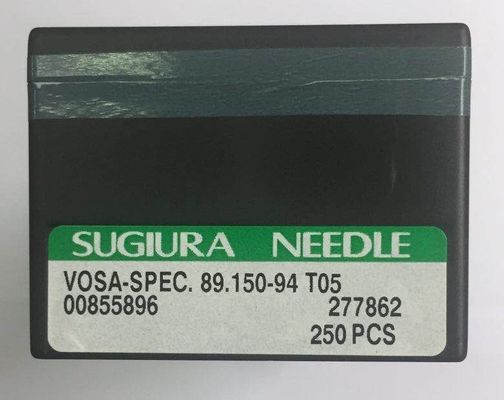 SUGIURA NEEDLE
VOSA-SPEC. 89.150-94 T05
00855896 277862
250 PCS